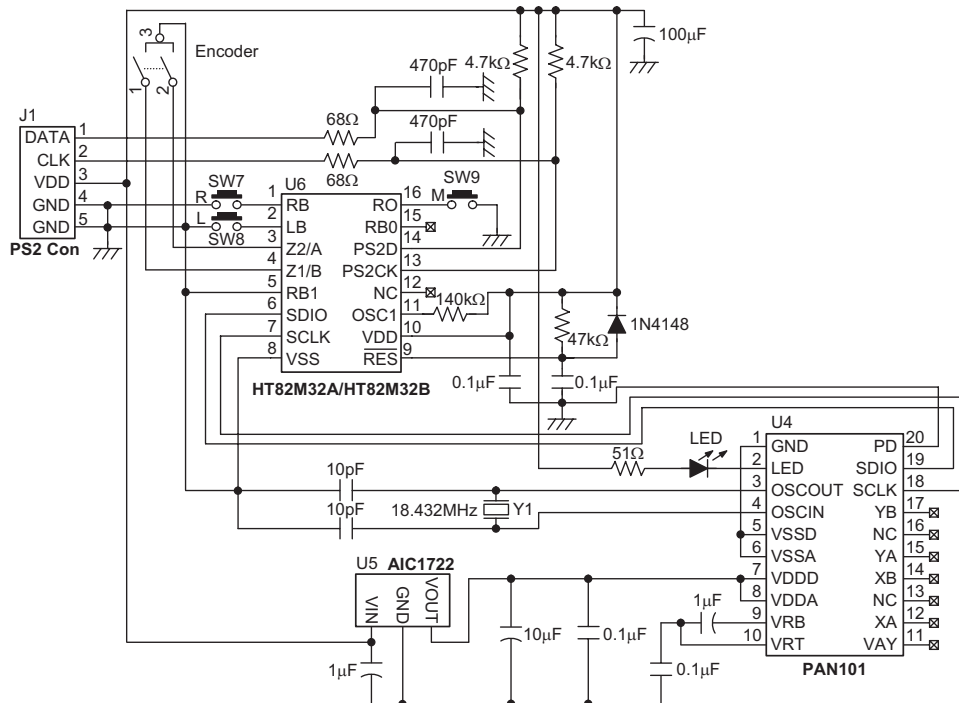 3
Encoder
1
2
100µF
4.7kΩ
4.7kΩ
470pF
470pF
J1
DATA
CLK
VDD
GND
GND
1
2
3
4
5
PS2 Con
68Ω
68Ω
R
SW7
L
SW8
U6
1
2
3
4
5
6
7
8
RB
LB
Z2/A
Z1/B
RB1
SDIO
SCLK
VSS
RO
RB0
PS2D
PS2CK
NC
OSC1
VDD
RES
16
15
14
13
12
11
10
9
HT82M32A/HT82M32B
M
SW9
140kΩ
47kΩ
1N4148
0.1µF
0.1µF
51Ω
LED
10pF
10pF
18.432MHz
Y1
U5
AIC1722
VIN
GND
VOUT
1µF
10µF
0.1µF
0.1µF
1µF
U4
1
2
3
4
5
6
7
8
9
10
GND
LED
OSCOUT
OSCIN
VSSD
VSSA
VDDD
VDDA
VRB
VRT
PD
SDIO
SCLK
YB
NC
YA
XB
NC
XA
VAY
20
19
18
17
16
15
14
13
12
11
PAN101